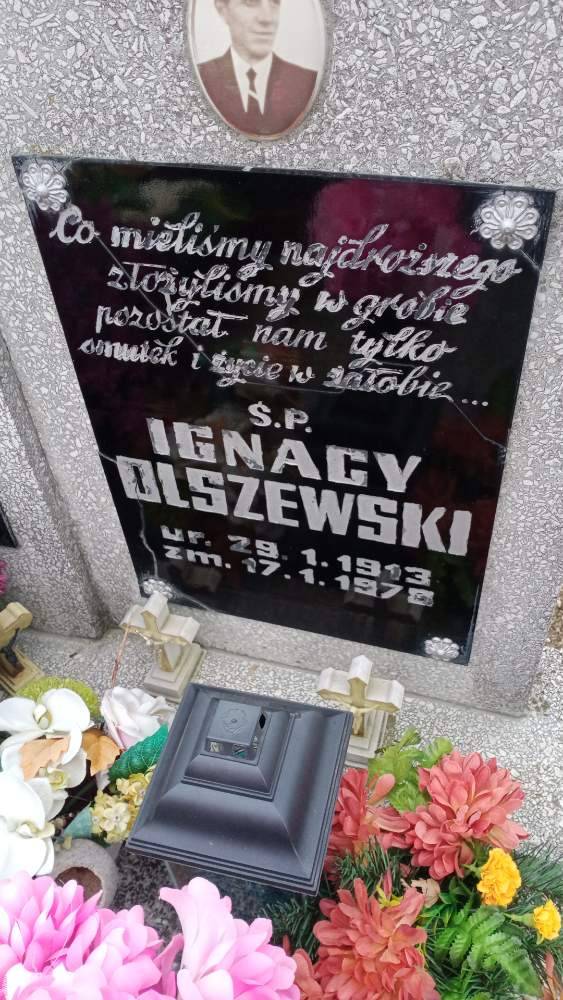 Co mieliśmy najdroższego
złożyliśmy w grobie
pozostał nam tylko
smutek i życie w żałobie...
Ś.P.
IGNACY
OLSZEWSKI
ur. 29.1.1913
zm. 17.1.1978